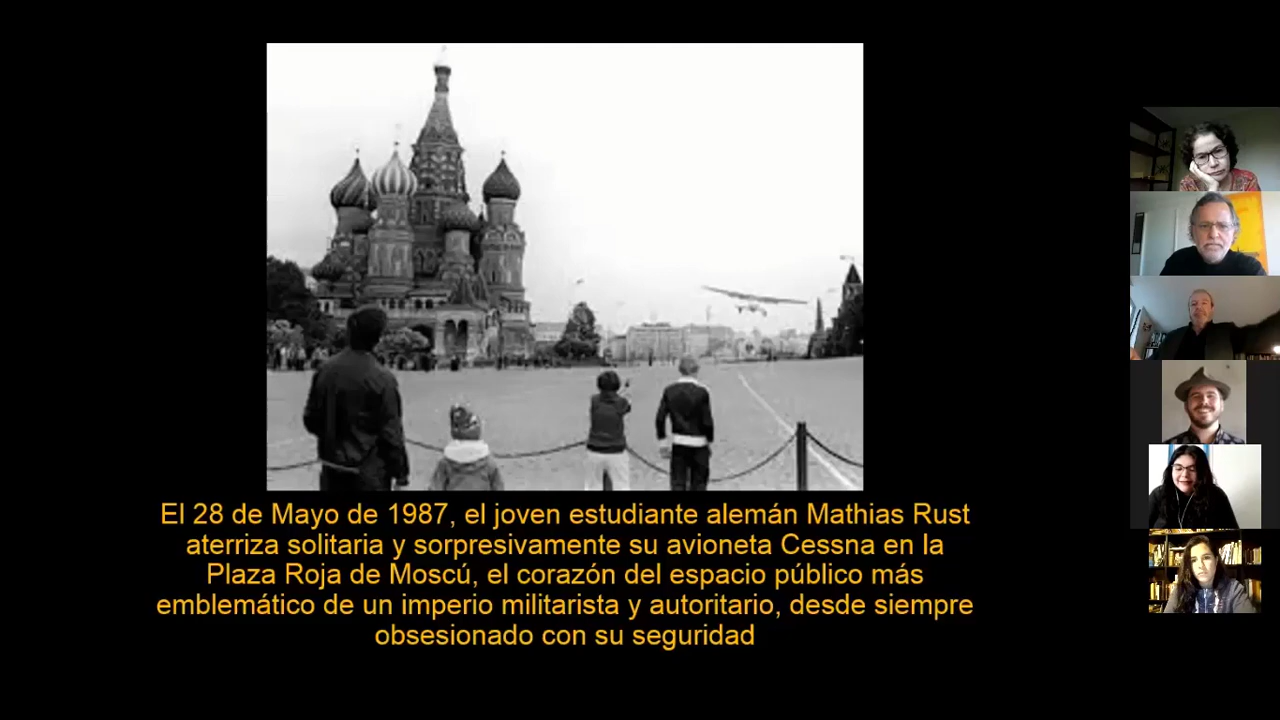 El 28 de Mayo de 1987, el joven estudiante alemán Mathias Rust
aterriza solitaria y sorpresivamente su avioneta Cessna en la
Plaza Roja de Moscú, el corazón del espacio público más
emblemático de un imperio militarista y autoritario, desde siempre
obsesionado con su seguridad